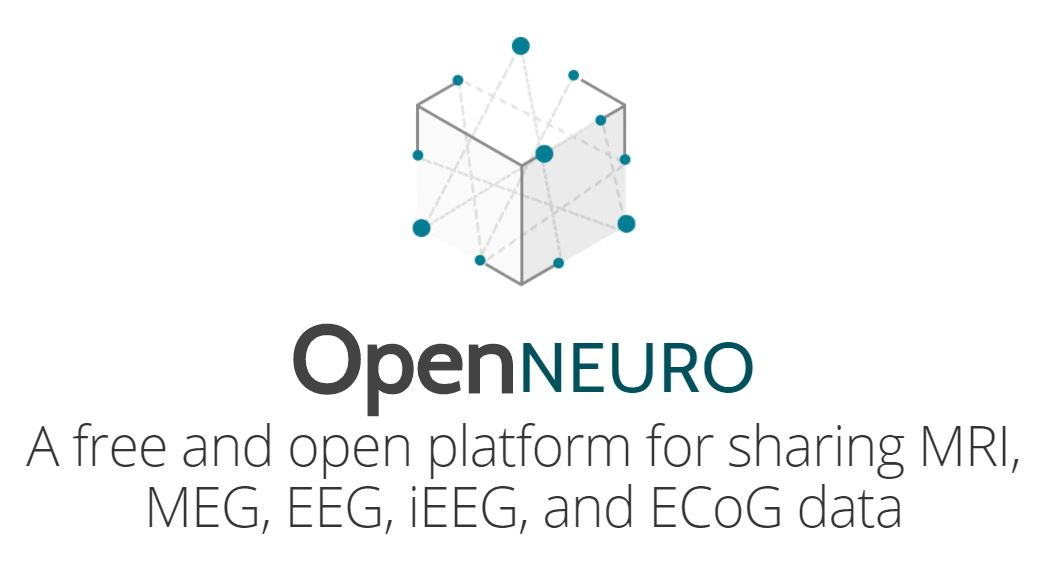 OpenNEURO
A free and open platform for sharing MRI,
MEG, EEG, iEEG, and ECoG data